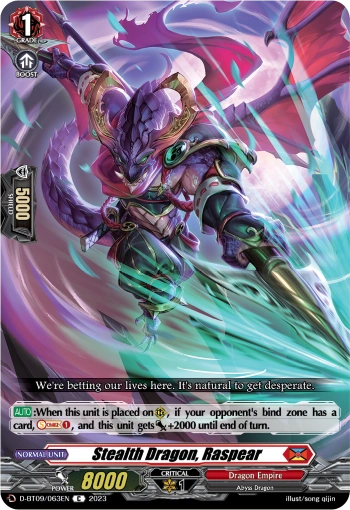 1
GRADE
BOOST
5000
SHIELD
We're betting our lives here. It's natural to get desperate.
AUTO:When this unit is placed on R, if your opponent's bind zone has a
card, CHARGE 1, and this unit gets +2000 until end of turn.
NORMAL UNIT
Stealth Dragon, Raspear
POWER
8000
CRITICAL
1
Dragon Empire
Abyss Dragon
D-BT09/063EN C 2023
illust/song qijin